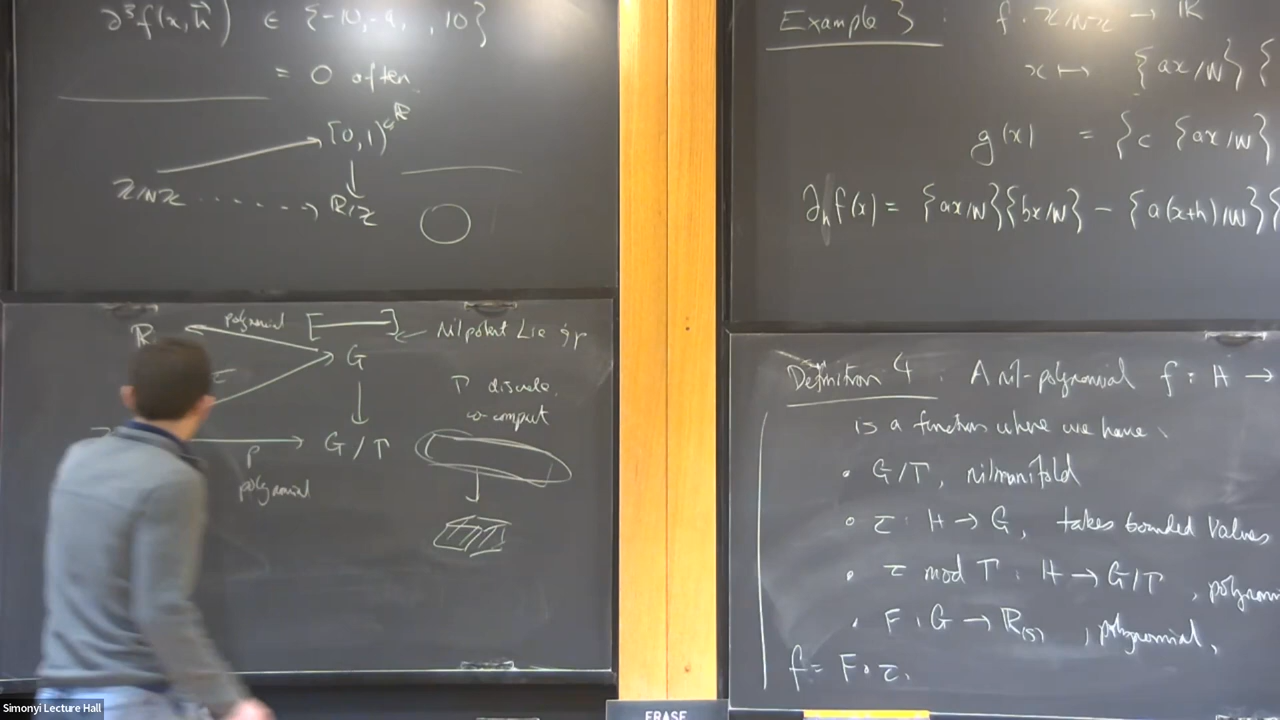 ∂³f(x, h⃗) ∈ {-10, -9, , 10}
= 0 often.
[0,1) ⊂ ℝ
ℤ/Nℤ ℝ/ℤ
ℝ polynomial [ ] Nilpotent Lie gp
τ G
Γ discrete,
co-compact
p G/Γ
polynomial
Example 3 : f : ℤ/Nℤ → ℝ
x ↦ {ax/N} {
g(x) = {c {ax/N}
∂ₕf(x) = {ax/N}{bx/N} - {a(x+h)/N}{
Definition 4 : A nil-polynomial f : H →
is a function where we have:
• G/Γ, nilmanifold
• τ : H → G, takes bounded values
• τ mod Γ : H → G/Γ, polynom
• F : G → ℝ₍ₛ₎, polynomial,
f = F∘τ.
ERASE
Simonyi Lecture Hall